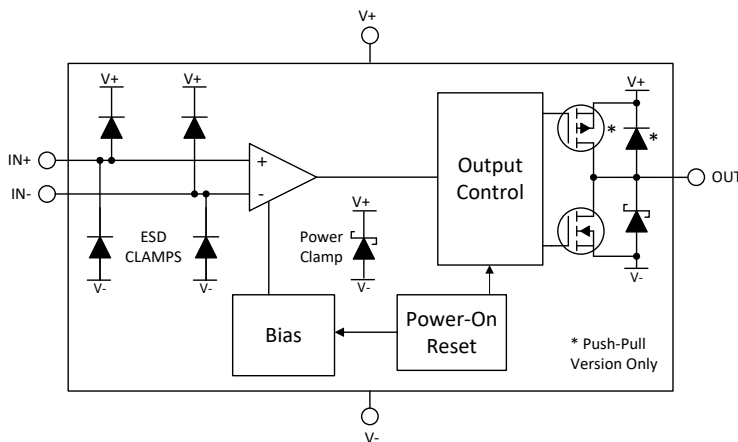 V+
V+
V+
V+
IN+
IN-
+
-
Output
Control
*
*
OUT
ESD
CLAMPS
Power
Clamp
V+
V-
V-
V-
V-
Bias
Power-On
Reset
* Push-Pull
Version Only
V-